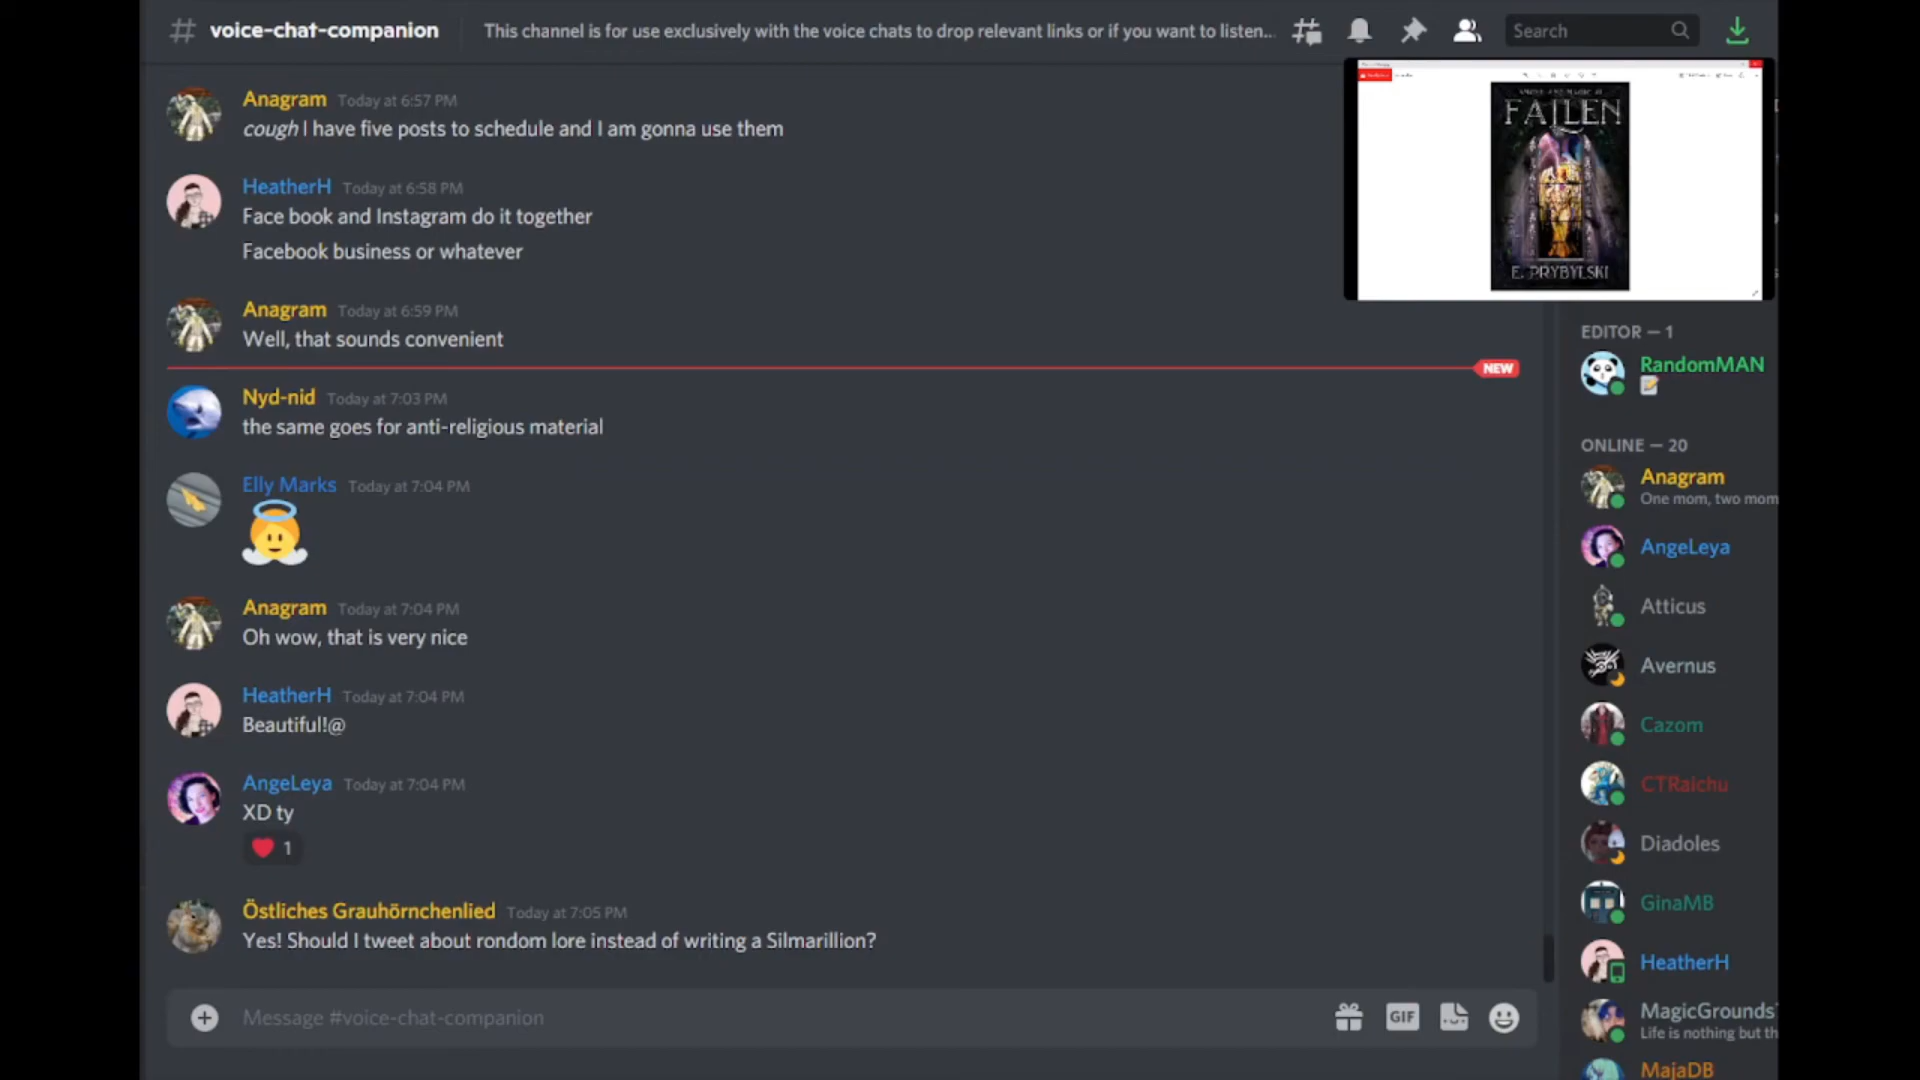 voice-chat-companion
This channel is for use exclusively with the voice chats to drop relevant links or if you want to listen...
Search
Anagram Today at 6:57 PM
cough I have five posts to schedule and I am gonna use them
HeatherH Today at 6:58 PM
Face book and Instagram do it together
Facebook business or whatever
Anagram Today at 6:59 PM
Well, that sounds convenient
NEW
Nyd-nid Today at 7:03 PM
the same goes for anti-religious material
Elly Marks Today at 7:04 PM
Anagram Today at 7:04 PM
Oh wow, that is very nice
HeatherH Today at 7:04 PM
Beautiful!@
AngeLeya Today at 7:04 PM
XD ty
1
Östliches Grauhörnchenlied Today at 7:05 PM
Yes! Should I tweet about rondom lore instead of writing a Silmarillion?
Message #voice-chat-companion
GIF
FALLEN
E. PRYBYLSKI
EDITOR — 1
RandomMAN
ONLINE — 20
Anagram
One mom, two mom
AngeLeya
Atticus
Avernus
Cazom
CTRaichu
Diadoles
GinaMB
HeatherH
MagicGrounds
Life is nothing but th
MajaDB